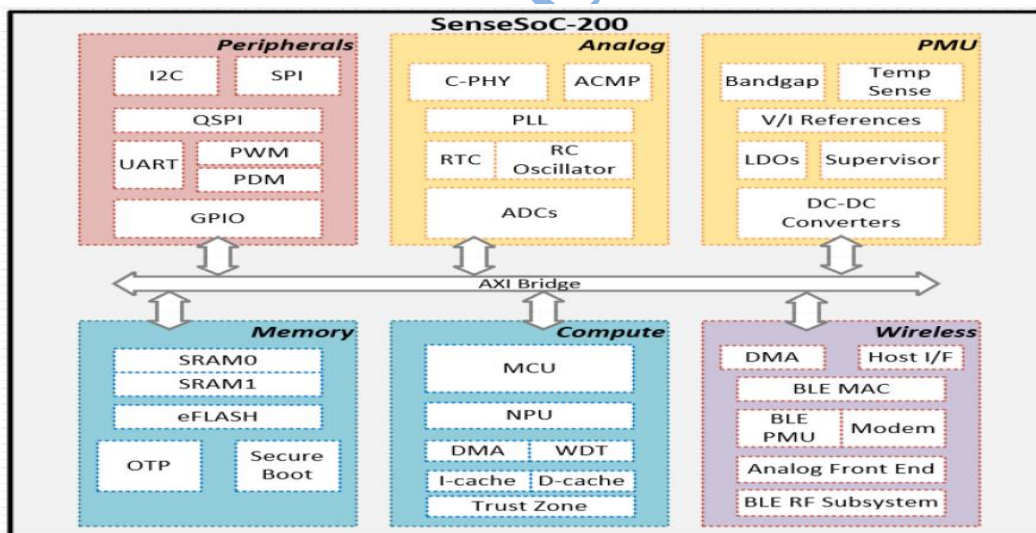 SenseSoC-200
Peripherals
I2C
SPI
QSPI
UART
PWM
PDM
GPIO
Analog
C-PHY
ACMP
PLL
RTC
RC
Oscillator
ADCs
PMU
Bandgap
Temp
Sense
V/I References
LDOs
Supervisor
DC-DC
Converters
AXI Bridge
Memory
SRAM0
SRAM1
eFLASH
OTP
Secure
Boot
Compute
MCU
NPU
DMA
WDT
I-cache
D-cache
Trust Zone
Wireless
DMA
Host I/F
BLE MAC
BLE
PMU
Modem
Analog Front End
BLE RF Subsystem